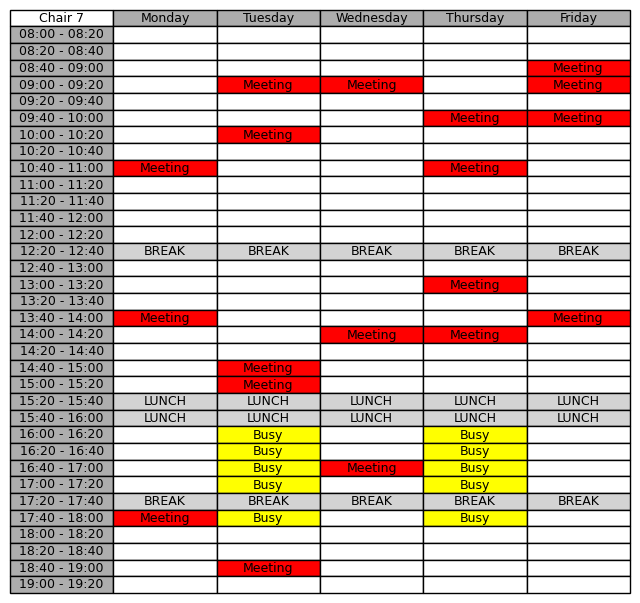 Chair 7 Monday Tuesday Wednesday Thursday Friday
08:00 - 08:20
08:20 - 08:40
08:40 - 09:00 Meeting
09:00 - 09:20 Meeting Meeting Meeting
09:20 - 09:40
09:40 - 10:00 Meeting Meeting
10:00 - 10:20 Meeting
10:20 - 10:40
10:40 - 11:00 Meeting Meeting
11:00 - 11:20
11:20 - 11:40
11:40 - 12:00
12:00 - 12:20
12:20 - 12:40 BREAK BREAK BREAK BREAK BREAK
12:40 - 13:00
13:00 - 13:20 Meeting
13:20 - 13:40
13:40 - 14:00 Meeting Meeting
14:00 - 14:20 Meeting Meeting
14:20 - 14:40
14:40 - 15:00 Meeting
15:00 - 15:20 Meeting
15:20 - 15:40 LUNCH LUNCH LUNCH LUNCH LUNCH
15:40 - 16:00 LUNCH LUNCH LUNCH LUNCH LUNCH
16:00 - 16:20 Busy Busy
16:20 - 16:40 Busy Busy
16:40 - 17:00 Busy Meeting Busy
17:00 - 17:20 Busy Busy
17:20 - 17:40 BREAK BREAK BREAK BREAK BREAK
17:40 - 18:00 Meeting Busy Busy
18:00 - 18:20
18:20 - 18:40
18:40 - 19:00 Meeting
19:00 - 19:20